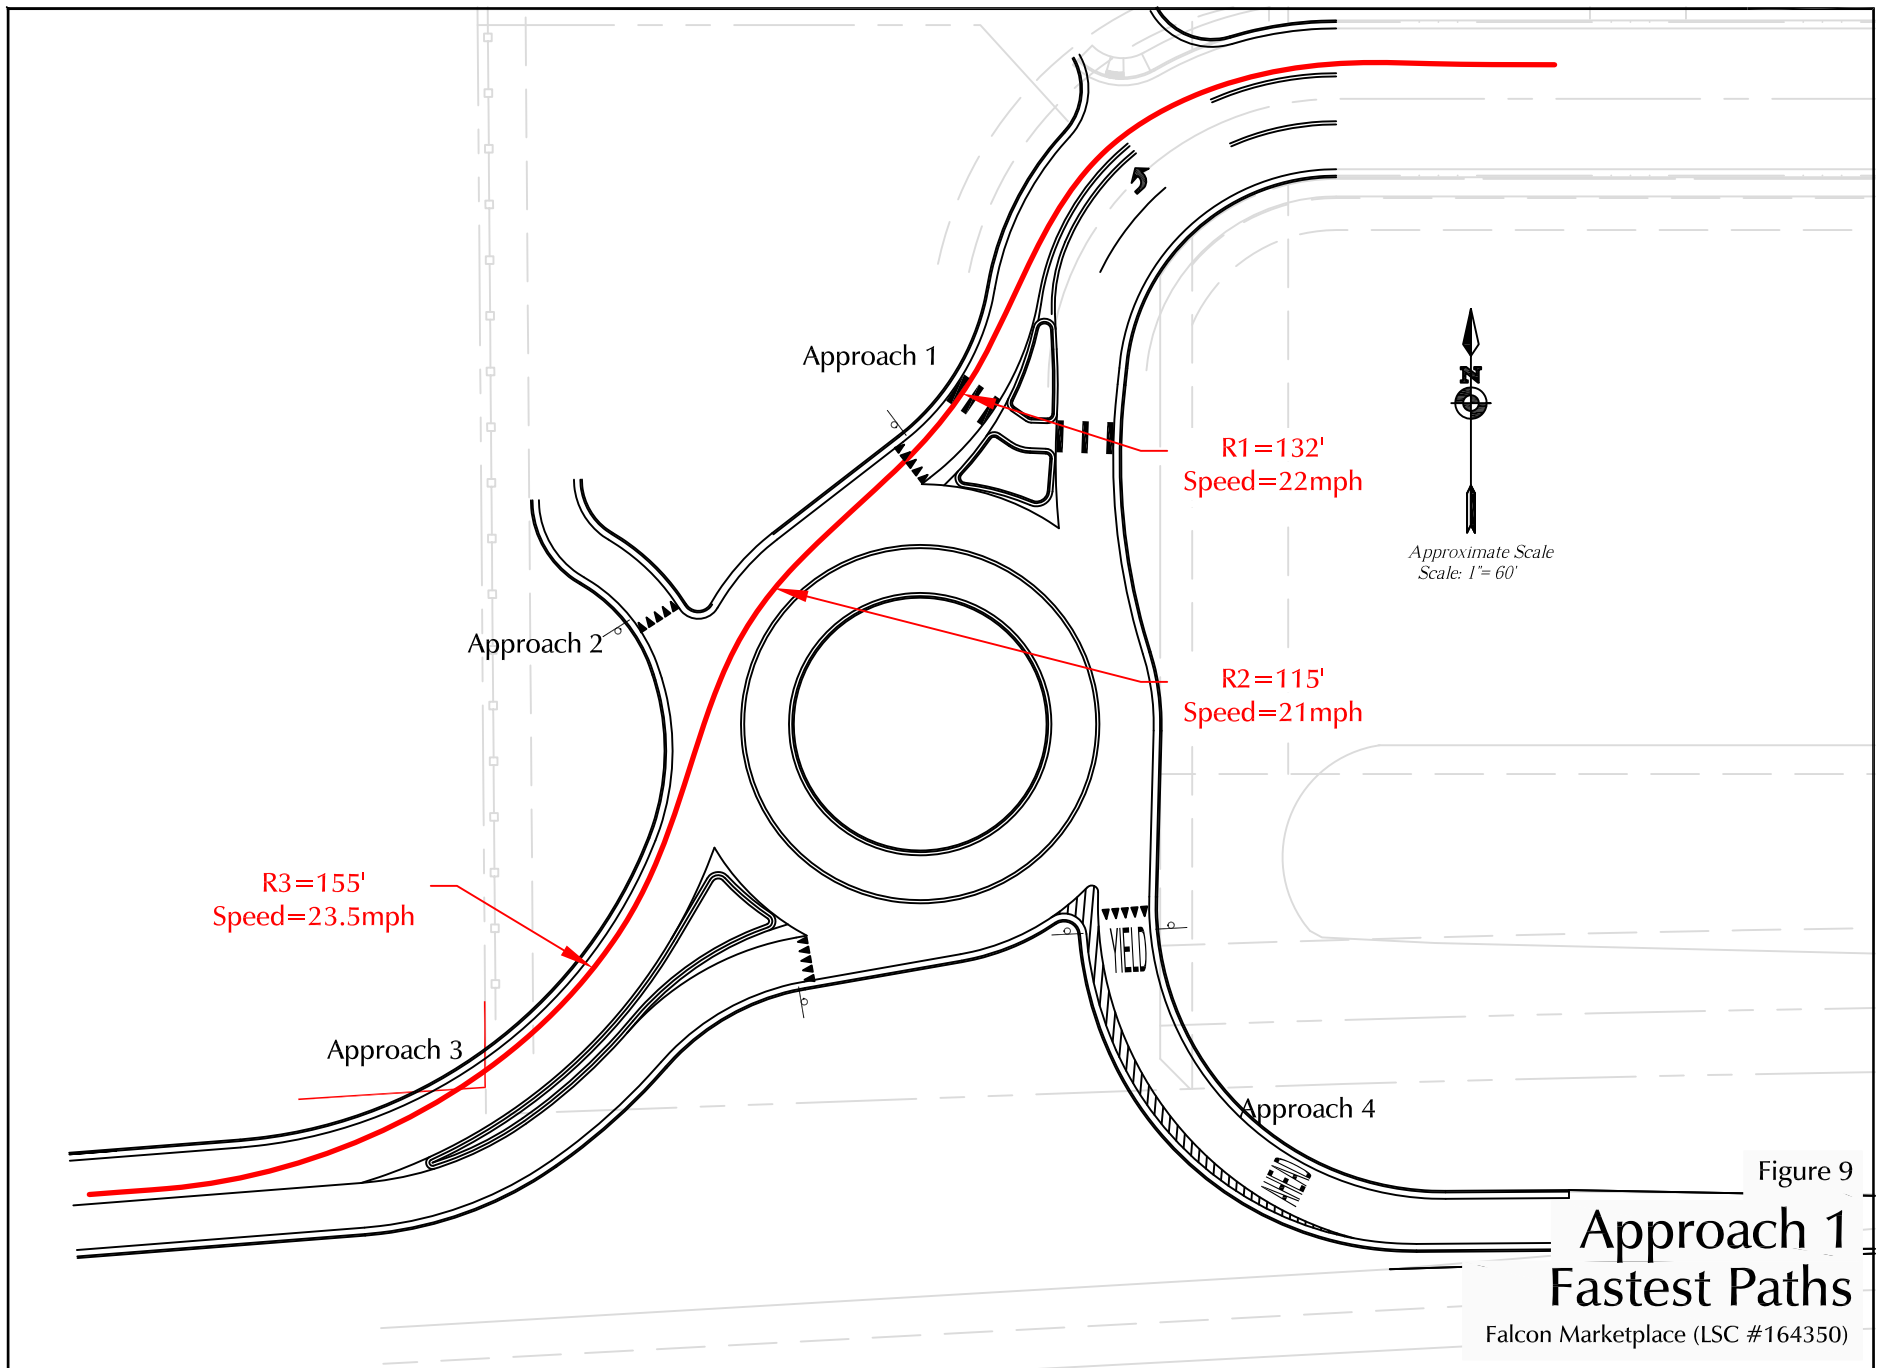 Approach 1
R1=132'
Speed=22mph
N
Approximate Scale
Scale: 1"= 60'
Approach 2
R2=115'
Speed=21mph
R3=155'
Speed=23.5mph
YIELD
Approach 3
Approach 4
Figure 9
Approach 1
Fastest Paths
Falcon Marketplace (LSC #164350)